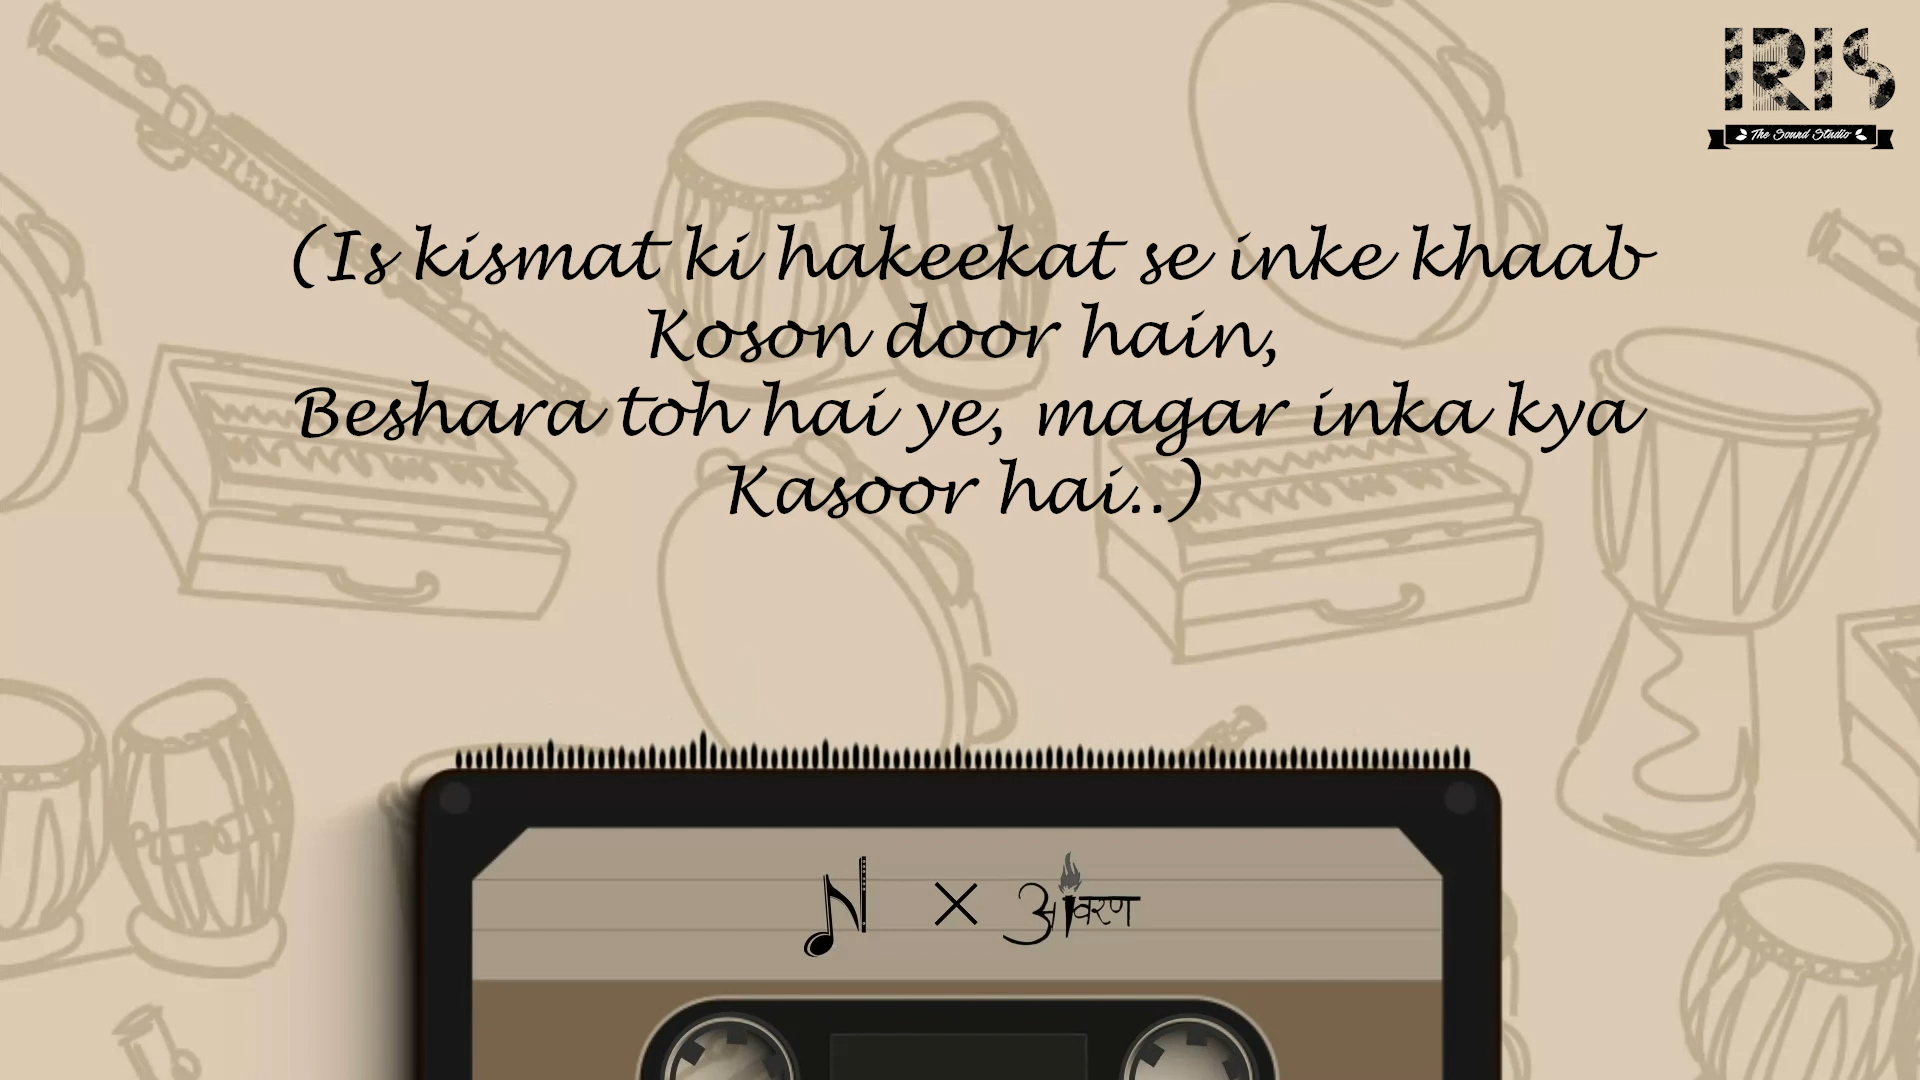 IRIS
The Sound Studio
(Is kismat ki hakeekat se inke khaab
Koson door hain,
Beshara toh hai ye, magar inka kya
Kasoor hai..)
N × आवरण